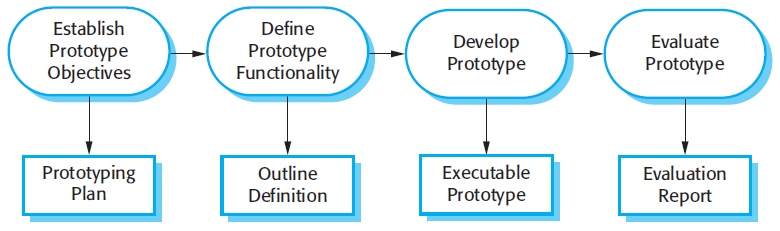 Establish
Prototype
Objectives
Define
Prototype
Functionality
Develop
Prototype
Evaluate
Prototype
Prototyping
Plan
Outline
Definition
Executable
Prototype
Evaluation
Report